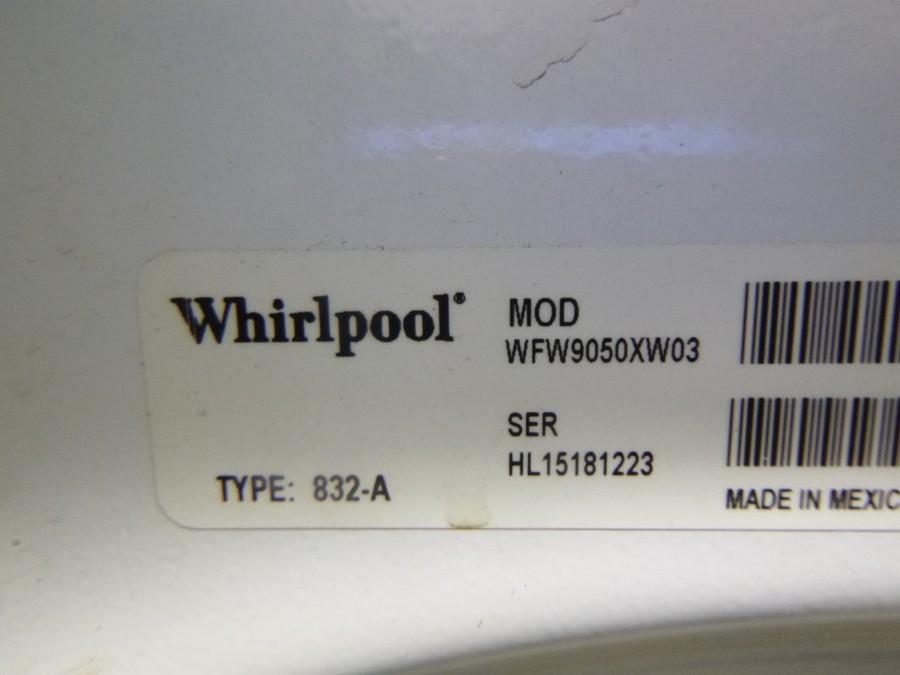 Whirlpool®
MOD
WFW9050XW03
SER
HL15181223
TYPE: 832-A
MADE IN MEXIC